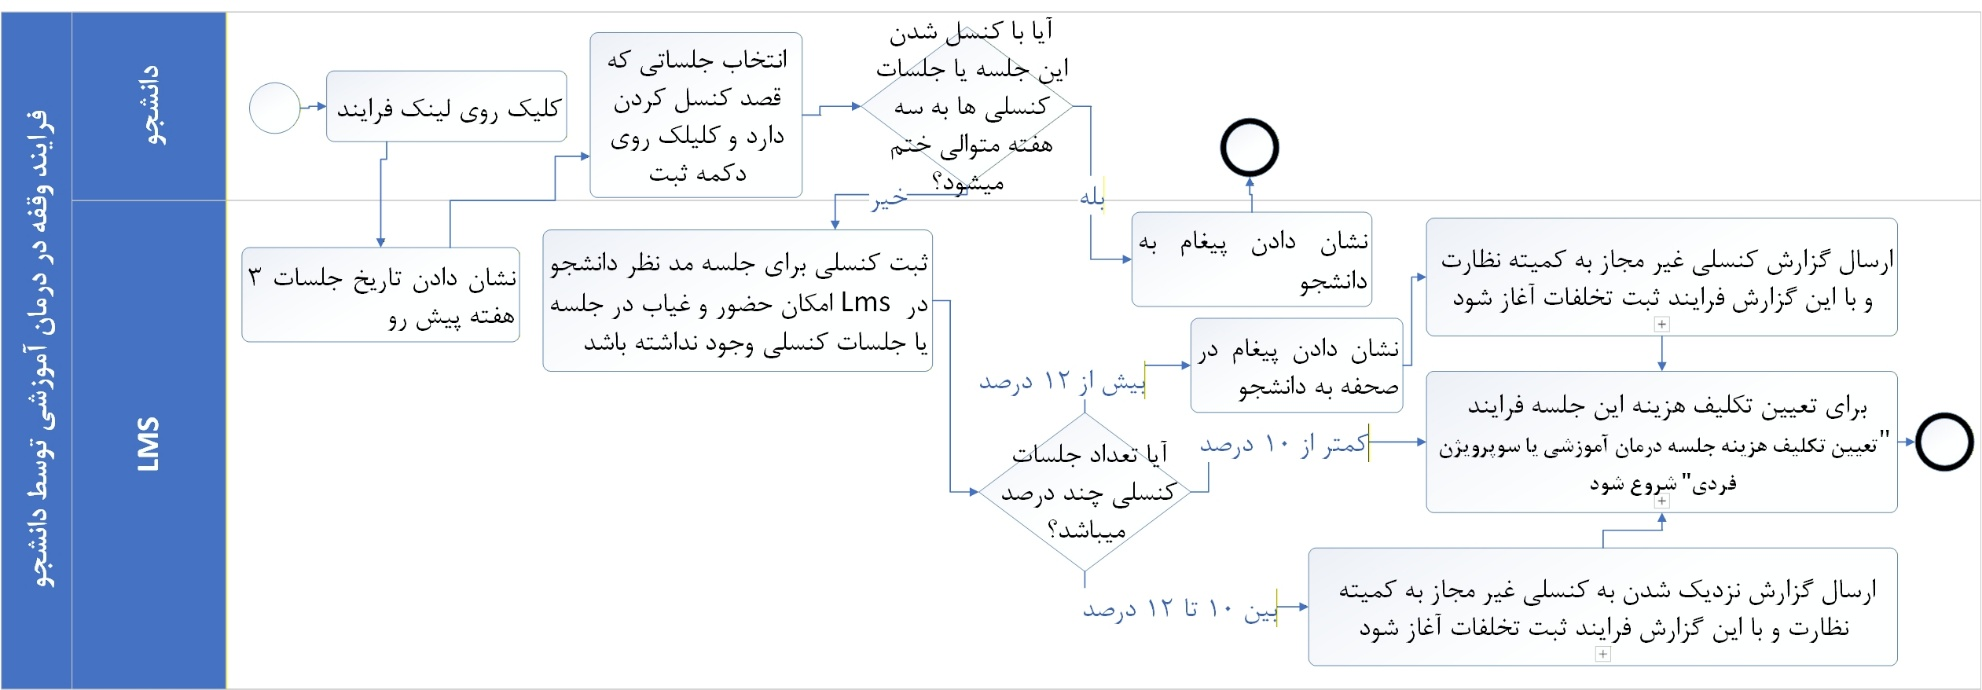 فرایند وقفه در درمان آموزشی توسط دانشجو
دانشجو
کلیک روی لینک فرایند
انتخاب جلساتی که
قصد کنسل کردن
دارد و کلیلک روی
دکمه ثبت
آیا با کنسل شدن
این جلسه یا جلسات
کنسلی ها به سه
هفته متوالی ختم
میشود؟
خیر
بله
LMS
نشان دادن تاریخ جلسات ۳
هفته پیش رو
ثبت کنسلی برای جلسه مد نظر دانشجو
در Lms امکان حضور و غیاب در جلسه
یا جلسات کنسلی وجود نداشته باشد
نشان دادن پیغام به
دانشجو
ارسال گزارش کنسلی غیر مجاز به کمیته نظارت
و با این گزارش فرایند ثبت تخلفات آغاز شود
نشان دادن پیغام در
صحفه به دانشجو
بیش از ۱۲ درصد
آیا تعداد جلسات
کنسلی چند درصد
میباشد؟
کمتر از ۱۰ درصد
برای تعیین تکلیف هزینه این جلسه فرایند
"تعیین تکلیف هزینه جلسه درمان آموزشی یا سوپرویژن
فردی" شروع شود
بین ۱۰ تا ۱۲ درصد
ارسال گزارش نزدیک شدن به کنسلی غیر مجاز به کمیته
نظارت و با این گزارش فرایند ثبت تخلفات آغاز شود